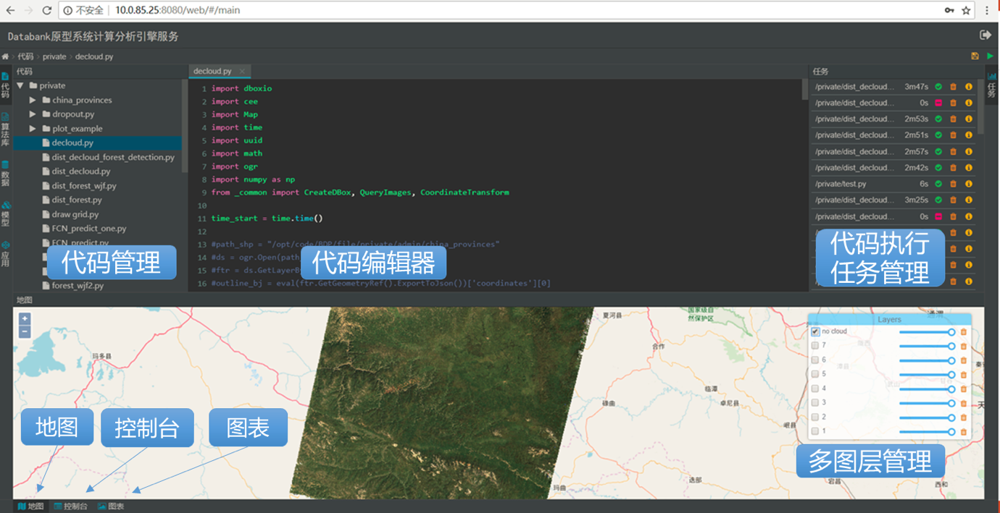 不安全 10.0.85.25:8080/web/#/main
Databank原型系统计算分析引擎服务
代码 private decloud.py
代码
算法库
数据
模型
应用
代码
private
china_provinces
dropout.py
plot_example
decloud.py
dist_decloud_forest_detection.py
dist_decloud.py
dist_forest_wjf.py
dist_forest.py
draw grid.py
FCN_predict_one.py
FCN_predict.py
forest_wjf2.py
代码管理
decloud.py ×
1 import dboxio
2 import cee
3 import Map
4 import time
5 import uuid
6 import math
7 import ogr
8 import numpy as np
9 from _common import CreateDBox, QueryImages, CoordinateTransform
10
11 time_start = time.time()
12
13 #path_shp = "/opt/code/BDP/file/private/admin/china_provinces"
14 #ds = ogr.Open(path_
15 #ftr = ds.GetLayerB
16 #outline_bj = eval(ftr.GetGeometryRef().ExportToJson())['coordinates'][0]
代码编辑器
任务
/private/dist_decloud... 3m47s
/private/dist_decloud... 0s
/private/dist_decloud... 2m53s
/private/dist_decloud... 2m51s
/private/dist_decloud... 2m57s
/private/dist_decloud... 2m42s
/private/test.py 6s
/private/dist_decloud... 3m25s
/private/dist_decloud... 0s
代码执行
任务管理
任务
地图
+
−
玛多县
夏河县
国家级自
然保护区
合作
临潭
卓尼县
碌曲
岷县
迭部
宕昌
玛曲
西和
通渭
Layers
no cloud
7
6
5
4
3
2
1
多图层管理
地图
控制台
图表
地图 控制台 图表